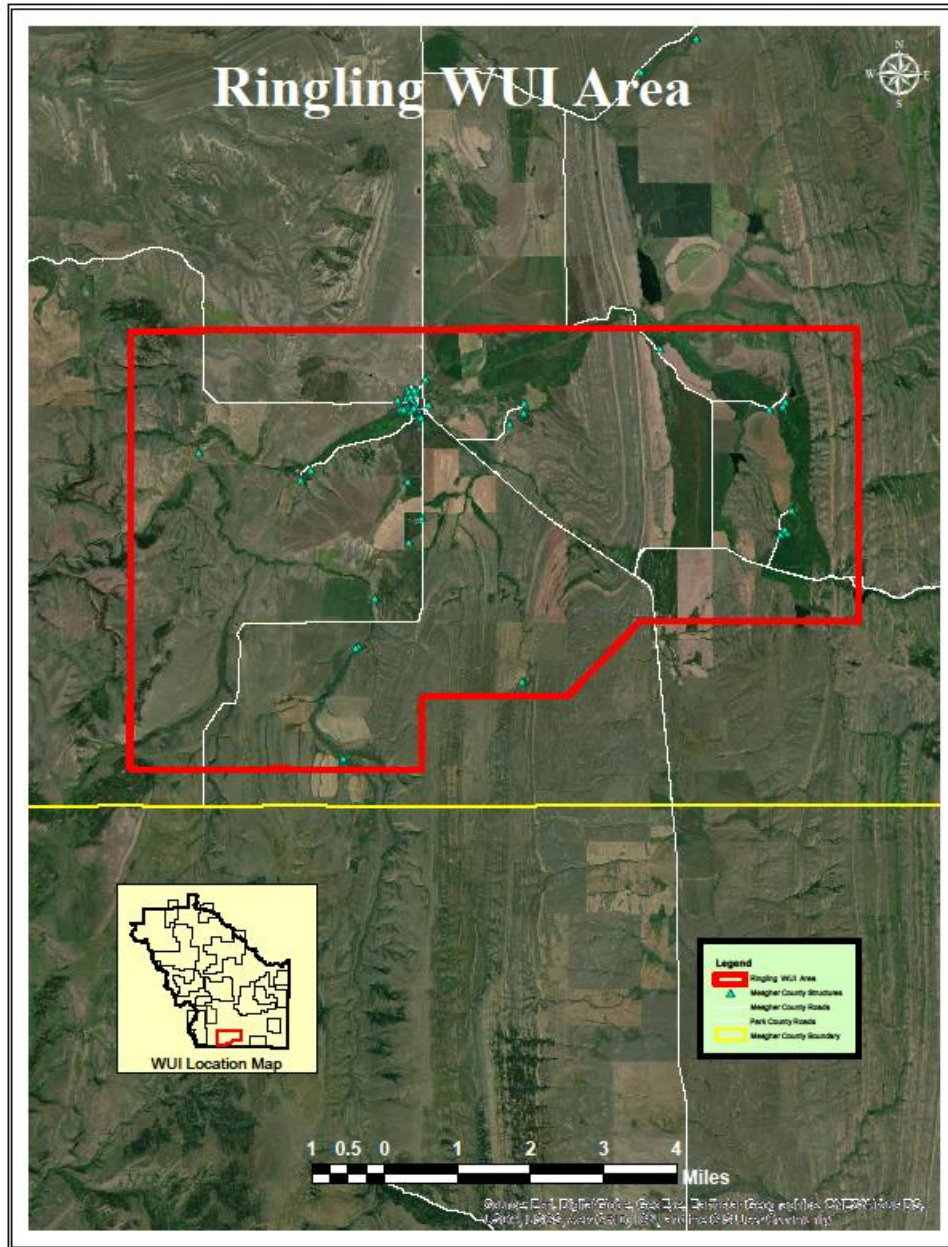 Ringling WUI Area
N
W E
S
WUI Location Map
Legend
Ringling WUI Area
Meagher County Structures
Meagher County Roads
Park County Roads
Meagher County Boundary
1 0.5 0 1 2 3 4
Miles